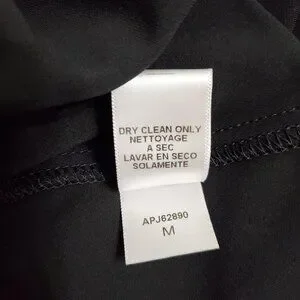 DRY CLEAN ONLY
NETTOYAGE
A SEC
LAVAR EN SECO
SOLAMENTE
APJ62890
M